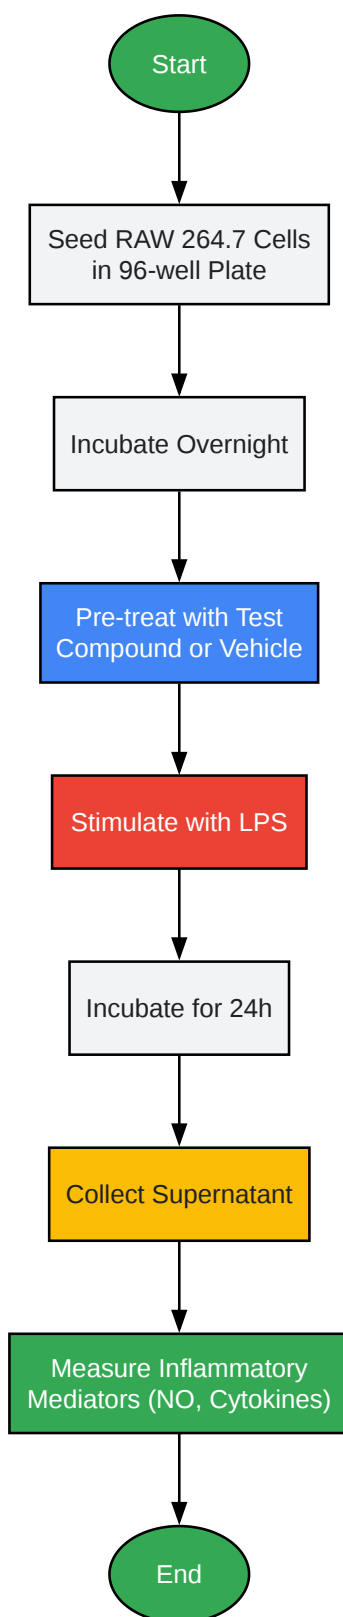 Start
Seed RAW 264.7 Cells
in 96-well Plate
Incubate Overnight
Pre-treat with Test
Compound or Vehicle
Stimulate with LPS
Incubate for 24h
Collect Supernatant
Measure Inflammatory
Mediators (NO, Cytokines)
End